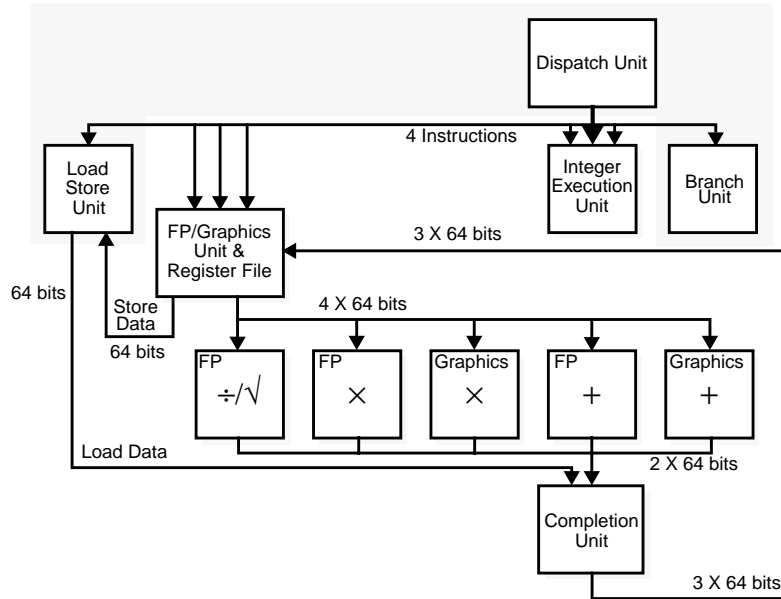 Dispatch Unit
4 Instructions
Load
Store
Unit
Integer
Execution
Unit
Branch
Unit
FP/Graphics
Unit &
Register File
3 X 64 bits
64 bits
Store
Data
64 bits
4 X 64 bits
FP
÷/√
FP
×
Graphics
×
FP
+
Graphics
+
Load Data
2 X 64 bits
Completion
Unit
3 X 64 bits